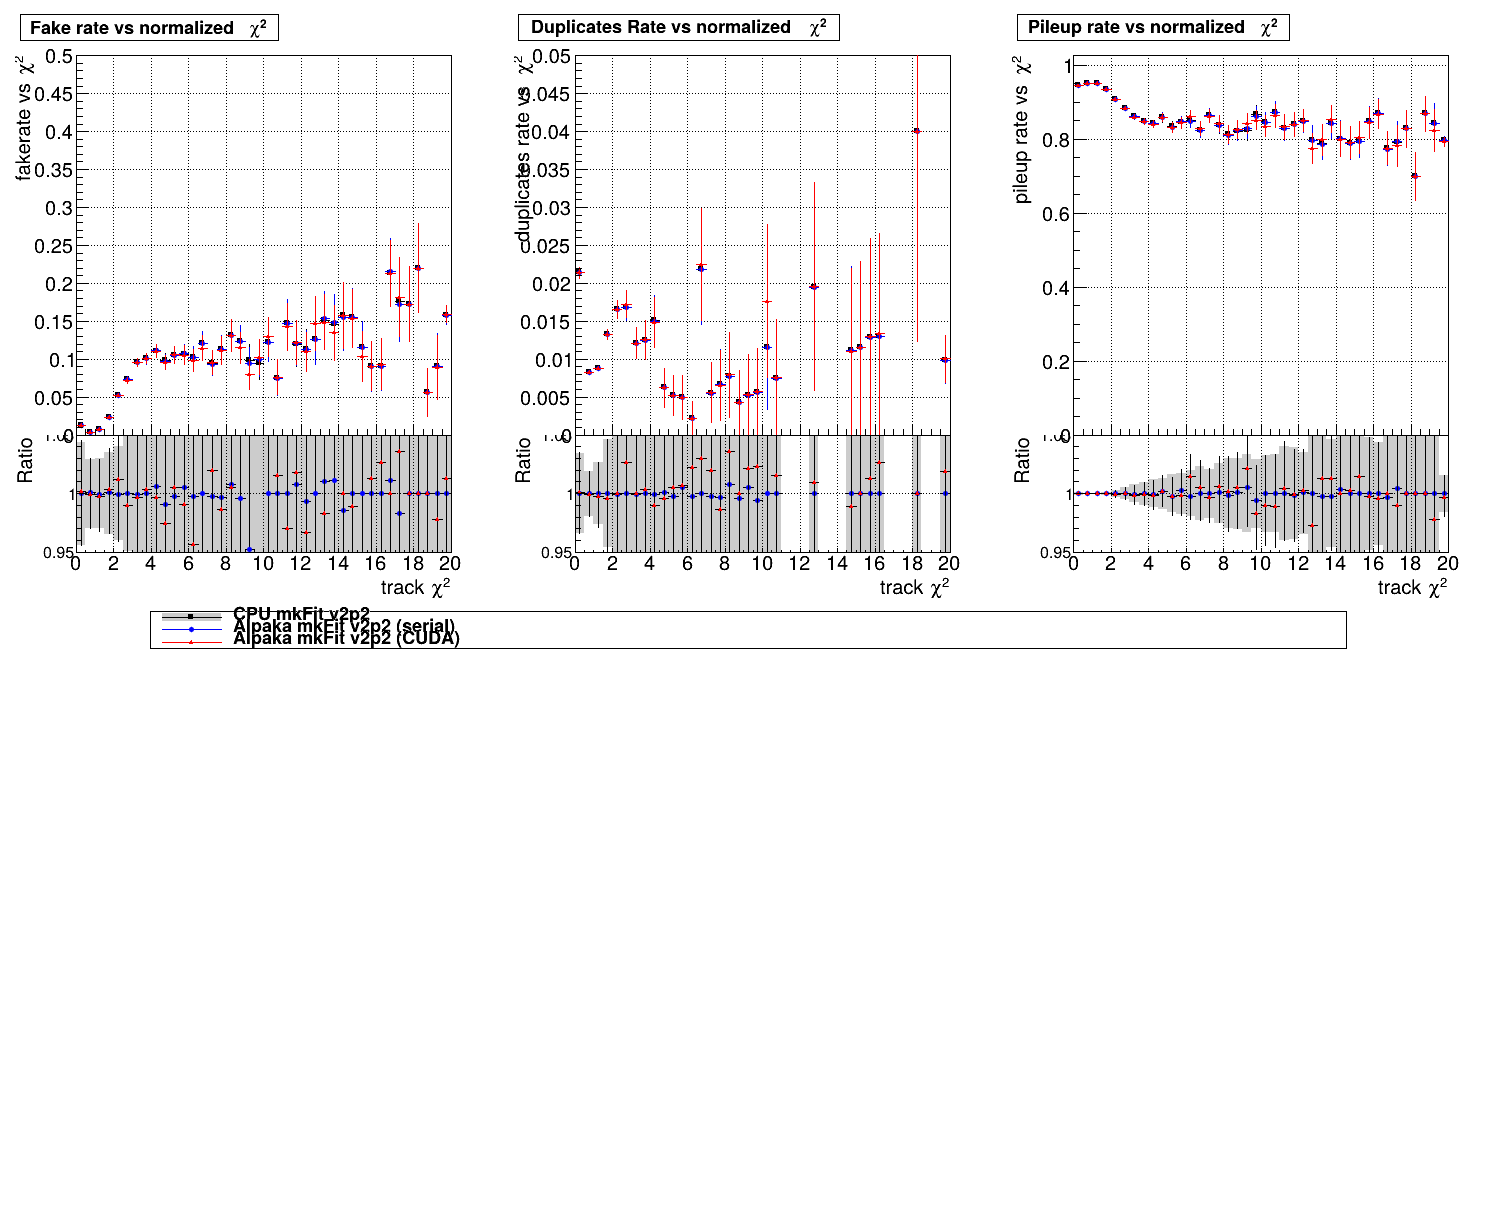 Fake rate vs normalized χ²
fakerate vs χ²
0.5
0.45
0.4
0.35
0.3
0.25
0.2
0.15
0.1
0.05
0
Ratio
1
0.95
0 2 4 6 8 10 12 14 16 18 20
track χ²
Duplicates Rate vs normalized χ²
duplicates rate vs χ²
0.05
0.045
0.04
0.035
0.03
0.025
0.02
0.015
0.01
0.005
0
Ratio
1
0.95
0 2 4 6 8 10 12 14 16 18 20
track χ²
Pileup rate vs normalized χ²
pileup rate vs χ²
1
0.8
0.6
0.4
0.2
0
Ratio
1
0.95
0 2 4 6 8 10 12 14 16 18 20
track χ²
CPU mkFit v2p2
Alpaka mkFit v2p2 (serial)
Alpaka mkFit v2p2 (CUDA)